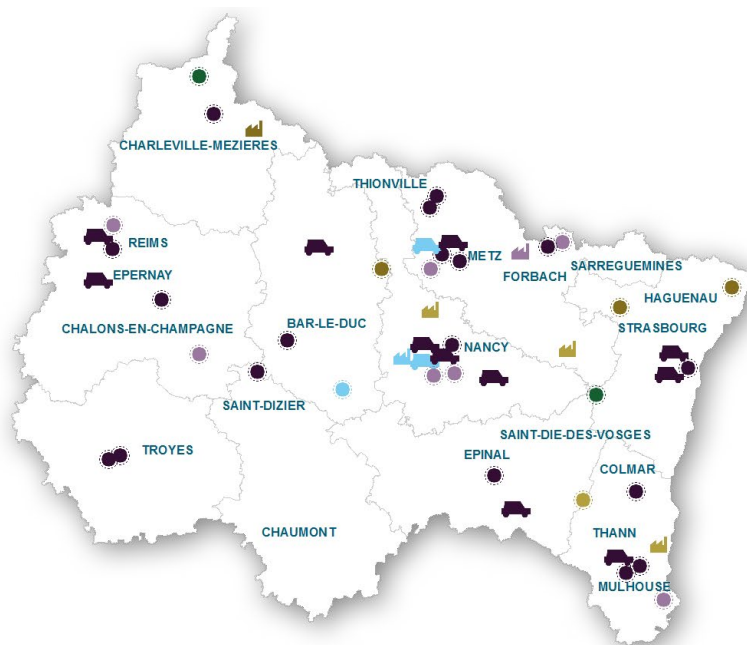 CHARLEVILLE-MEZIERES
THIONVILLE
REIMS
METZ
SARREGUEMINES
EPERNAY
FORBACH
HAGUENAU
CHALONS-EN-CHAMPAGNE
BAR-LE-DUC
STRASBOURG
NANCY
SAINT-DIZIER
SAINT-DIE-DES-VOSGES
TROYES
EPINAL
COLMAR
CHAUMONT
THANN
MULHOUSE